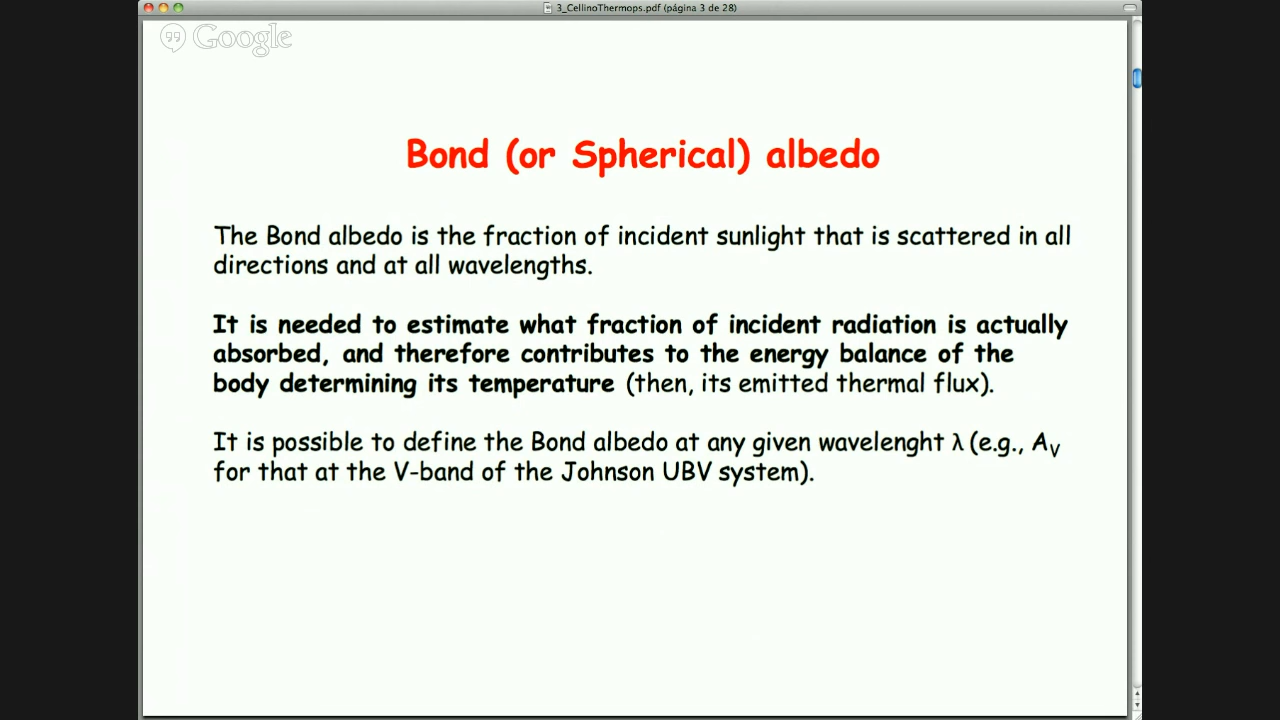 3_CellinoThermops.pdf (página 3 de 28)
Google
Bond (or Spherical) albedo
The Bond albedo is the fraction of incident sunlight that is scattered in all
directions and at all wavelengths.
It is needed to estimate what fraction of incident radiation is actually
absorbed, and therefore contributes to the energy balance of the
body determining its temperature (then, its emitted thermal flux).
It is possible to define the Bond albedo at any given wavelenght λ (e.g., AV
for that at the V-band of the Johnson UBV system).